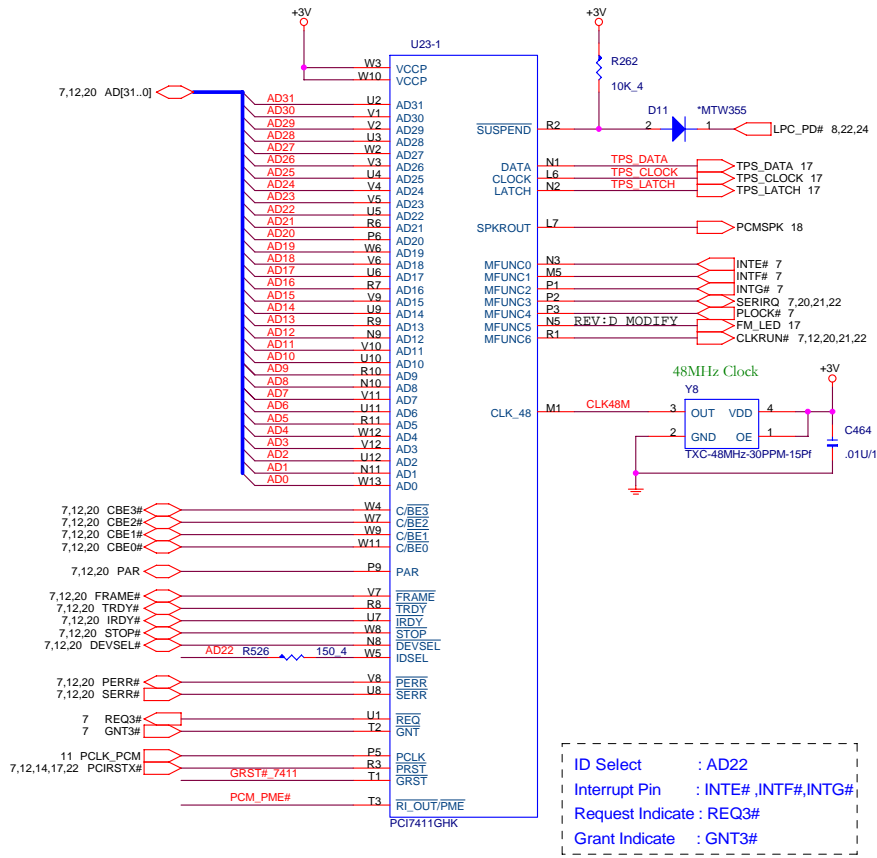 +3V
+3V
U23-1
W3 VCCP
W10 VCCP
7,12,20 AD[31..0]
AD31 U2 AD31
AD30 V1 AD30
AD29 V2 AD29
AD28 U3 AD28
AD27 W2 AD27
AD26 V3 AD26
AD25 U4 AD25
AD24 V4 AD24
AD23 V5 AD23
AD22 U5 AD22
AD21 R6 AD21
AD20 P6 AD20
AD19 W6 AD19
AD18 V6 AD18
AD17 U6 AD17
AD16 R7 AD16
AD15 V9 AD15
AD14 U9 AD14
AD13 R9 AD13
AD12 N9 AD12
AD11 V10 AD11
AD10 U10 AD10
AD9 R10 AD9
AD8 N10 AD8
AD7 V11 AD7
AD6 U11 AD6
AD5 R11 AD5
AD4 W12 AD4
AD3 V12 AD3
AD2 U12 AD2
AD1 N11 AD1
AD0 W13 AD0
7,12,20 CBE3# W4 C/BE3
7,12,20 CBE2# W7 C/BE2
7,12,20 CBE1# W9 C/BE1
7,12,20 CBE0# W11 C/BE0
7,12,20 PAR P9 PAR
7,12,20 FRAME# V7 FRAME
7,12,20 TRDY# R8 TRDY
7,12,20 IRDY# U7 IRDY
7,12,20 STOP# W8 STOP
7,12,20 DEVSEL# N8 DEVSEL
AD22 R526 150_4 W5 IDSEL
7,12,20 PERR# V8 PERR
7,12,20 SERR# U8 SERR
7 REQ3# U1 REQ
7 GNT3# T2 GNT
11 PCLK_PCM P5 PCLK
7,12,14,17,22 PCIRSTX# R3 PRST
GRST#_7411 T1 GRST
PCM_PME# T3 RI_OUT/PME
PCI7411GHK
R262
10K_4
D11 *MTW355
SUSPEND R2 2 1 LPC_PD# 8,22,24
DATA N1 TPS_DATA TPS_DATA 17
CLOCK L6 TPS_CLOCK TPS_CLOCK 17
LATCH N2 TPS_LATCH TPS_LATCH 17
SPKROUT L7 PCMSPK 18
MFUNC0 N3 INTE# 7
MFUNC1 M5 INTF# 7
MFUNC2 P1 INTG# 7
MFUNC3 P2 SERIRQ 7,20,21,22
MFUNC4 P3 PLOCK# 7
MFUNC5 N5 REV:D MODIFY FM_LED 17
MFUNC6 R1 CLKRUN# 7,12,20,21,22
48MHz Clock
+3V
Y8
CLK_48 M1 CLK48M 3 OUT VDD 4
2 GND OE 1
TXC-48MHz-30PPM-15Pf
C464
.01U/1
ID Select : AD22
Interrupt Pin : INTE# ,INTF#,INTG#
Request Indicate : REQ3#
Grant Indicate : GNT3#